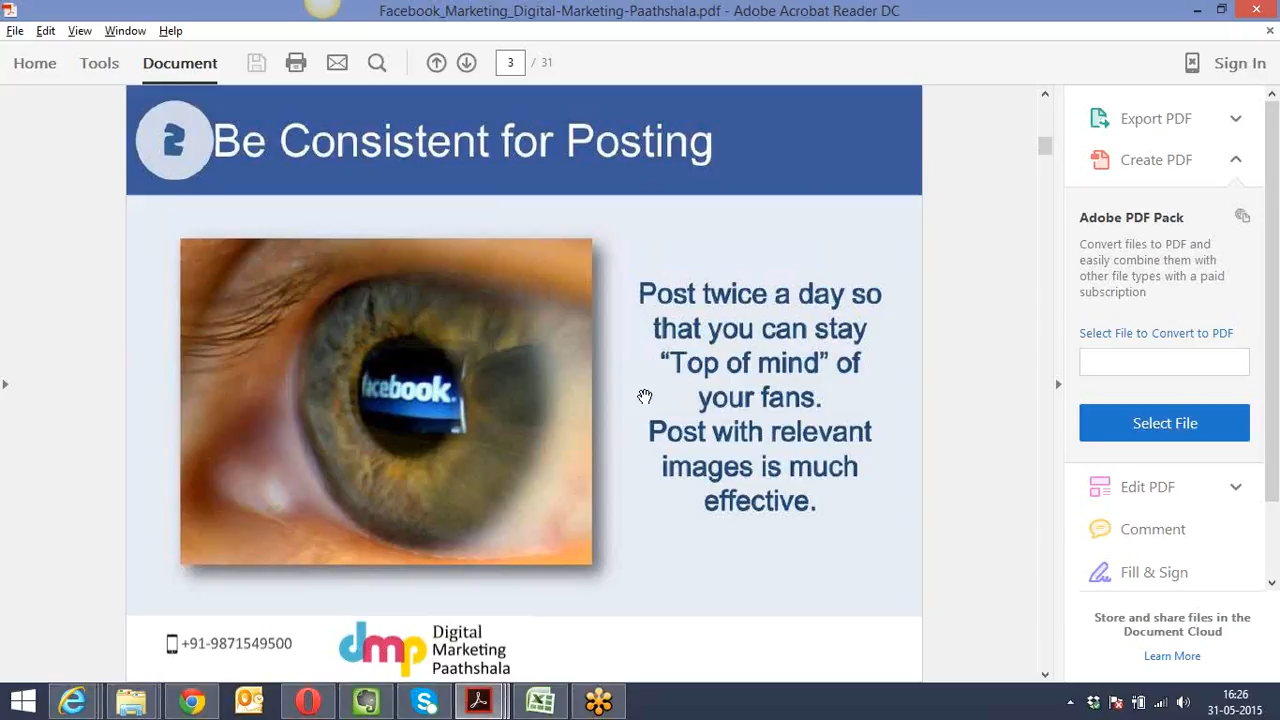 Facebook_Marketing_Digital-Marketing-Paathshala.pdf - Adobe Acrobat Reader DC
File Edit View Window Help
Home Tools Document 3 / 31 Sign In
2 Be Consistent for Posting
facebook.
Post twice a day so
that you can stay
“Top of mind” of
your fans.
Post with relevant
images is much
effective.
+91-9871549500
dmp Digital
Marketing
Paathshala
Export PDF
Create PDF
Adobe PDF Pack
Convert files to PDF and
easily combine them with
other file types with a paid
subscription
Select File to Convert to PDF
Select File
Edit PDF
Comment
Fill & Sign
Store and share files in the
Document Cloud
Learn More
16:26
31-05-2015